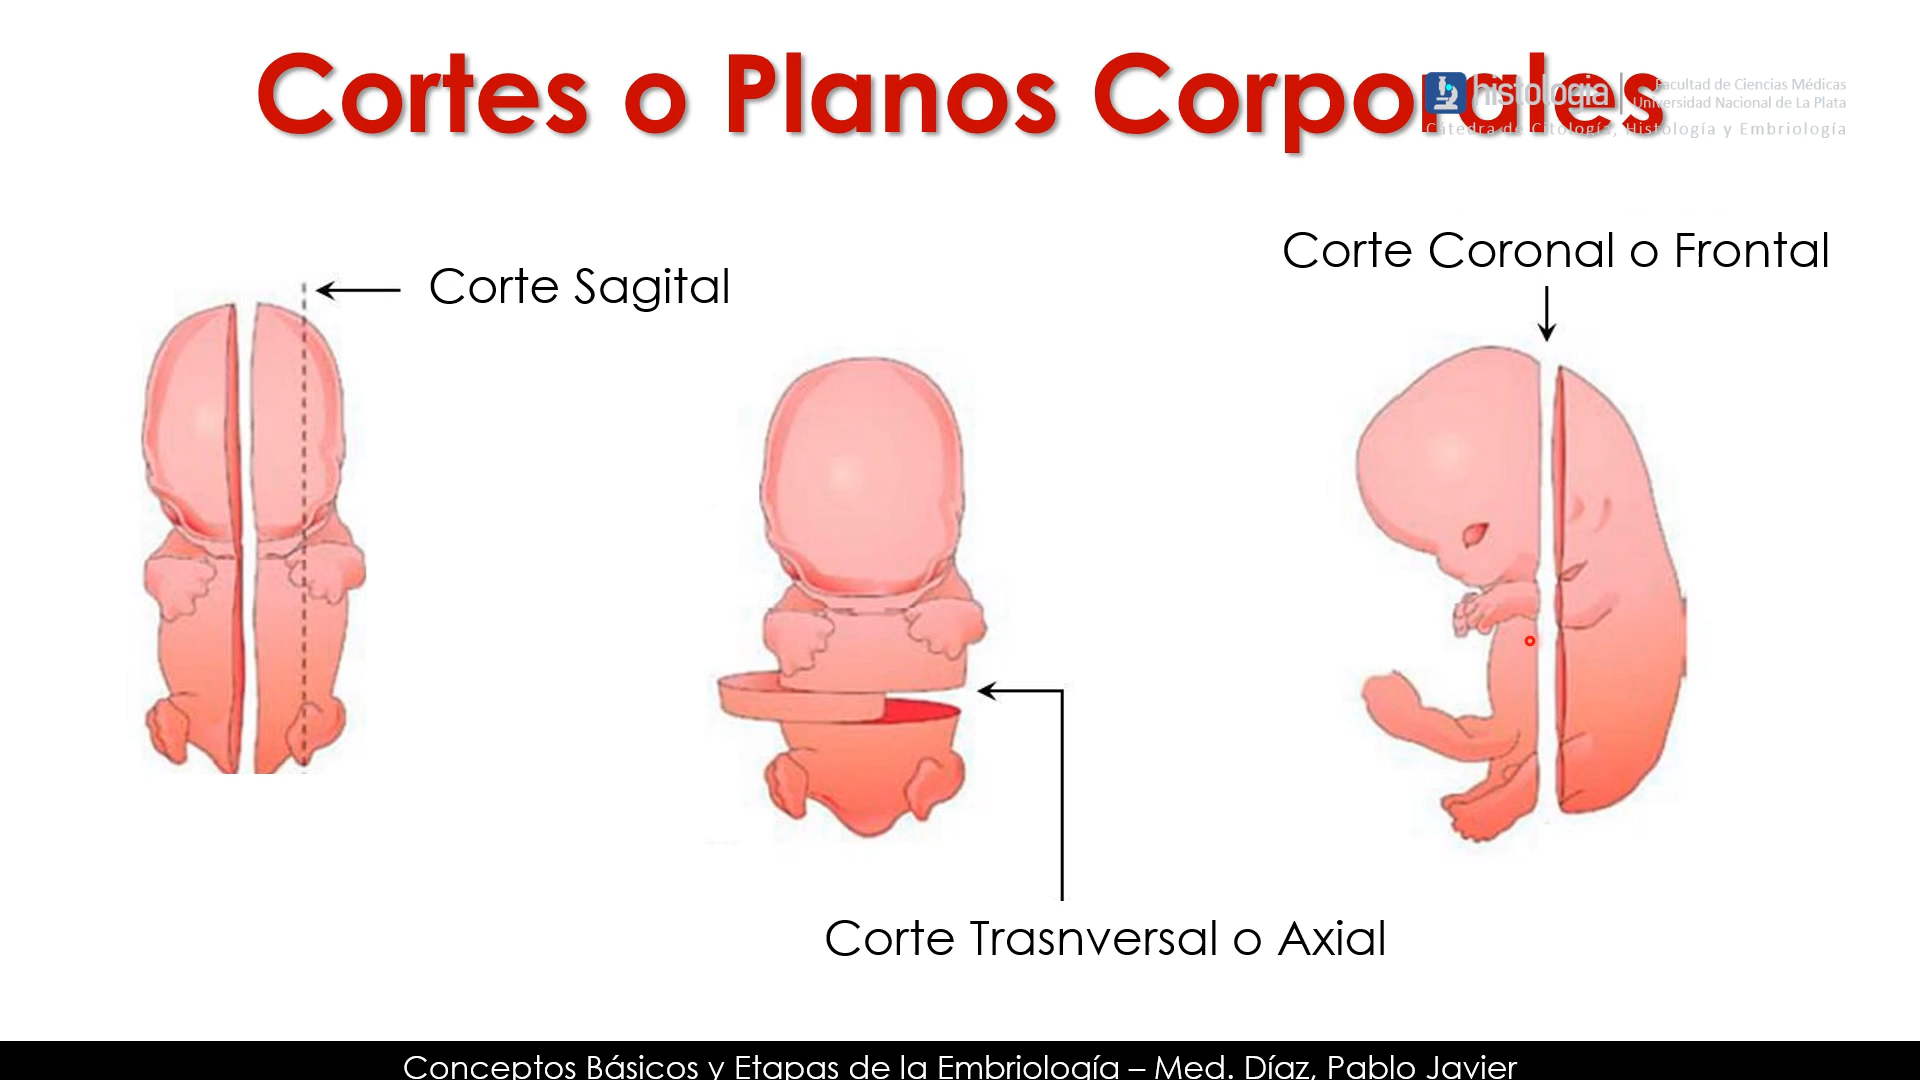 Cortes o Planos Corporales
histología
Facultad de Ciencias Médicas
Universidad Nacional de La Plata
Cátedra de Citología, Histología y Embriología
Corte Coronal o Frontal
Corte Sagital
Corte Trasnversal o Axial
Conceptos Básicos y Etapas de la Embriología – Med. Díaz, Pablo Javier